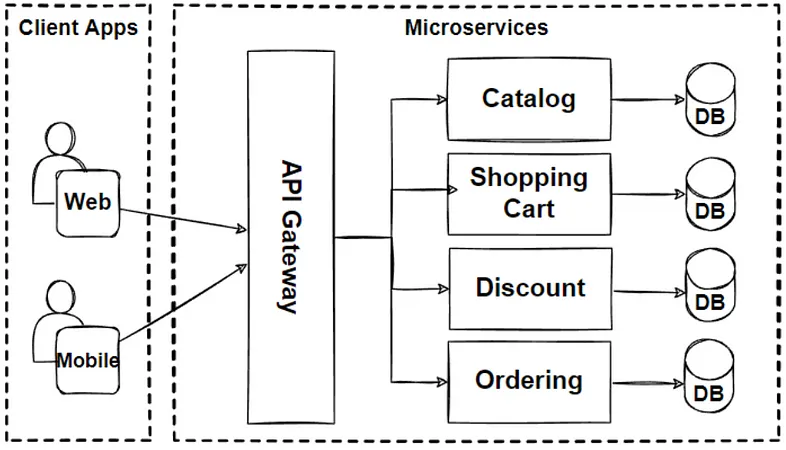 Client Apps
Microservices
Web
Mobile
API Gateway
Catalog
DB
Shopping
Cart
DB
Discount
DB
Ordering
DB